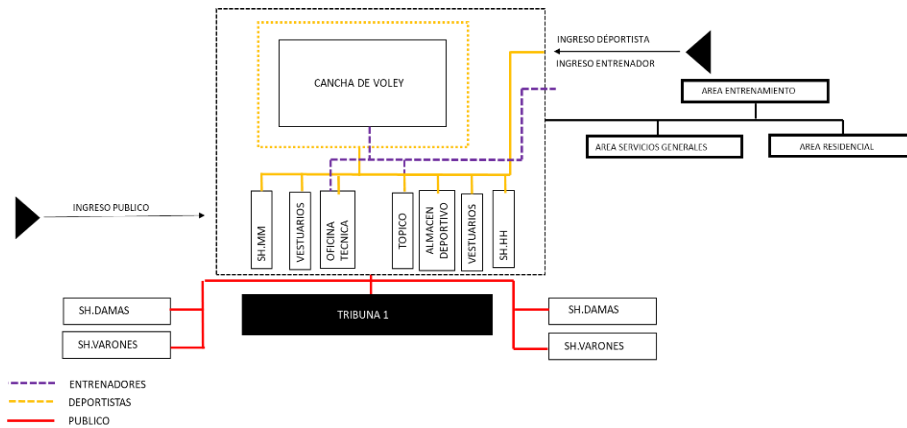 INGRESO DÉPORTISTA
INGRESO ENTRENADOR
CANCHA DE VOLEY
AREA ENTRENAMIENTO
AREA SERVICIOS GENERALES
AREA RESIDENCIAL
INGRESO PUBLICO
SH.MM
VESTUARIOS
OFICINA
TECNICA
TOPICO
ALMACEN
DEPORTIVO
VESTUARIOS
SH.HH
SH.DAMAS
TRIBUNA 1
SH.DAMAS
SH.VARONES
SH.VARONES
ENTRENADORES
DEPORTISTAS
PUBLICO